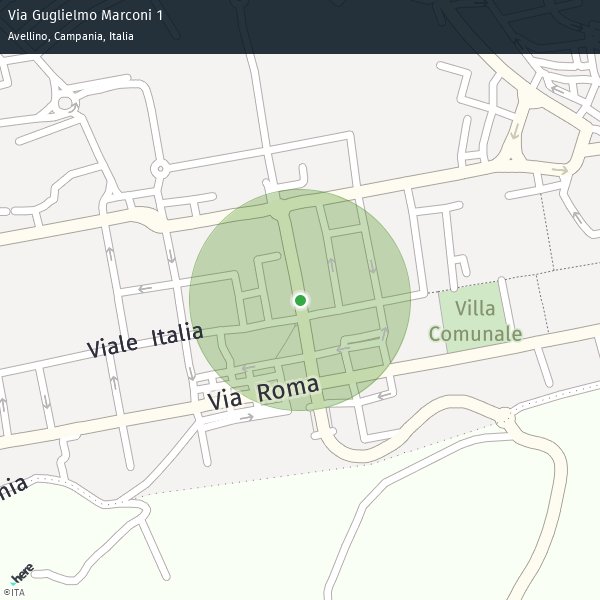 Via Guglielmo Marconi 1
Avellino, Campania, Italia
Villa
Comunale
Viale Italia
Via Roma
nia
here
©ITA